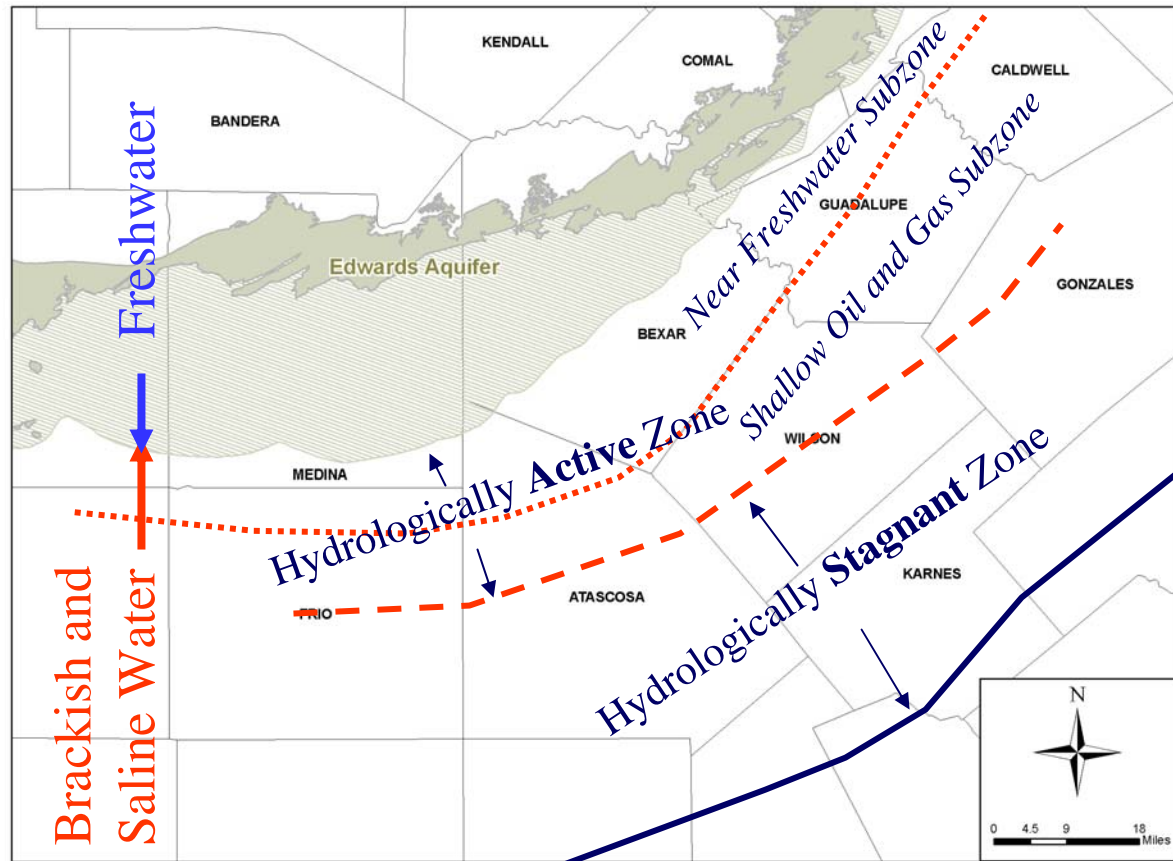 KENDALL
COMAL
CALDWELL
BANDERA
Freshwater
Near Freshwater Subzone
GUADALUPE
Edwards Aquifer
Shallow Oil and Gas Subzone
GONZALES
BEXAR
WILSON
MEDINA
Hydrologically Active Zone
Hydrologically Stagnant Zone
KARNES
ATASCOSA
FRIO
Brackish and
Saline Water
N
0 4.5 9 18
Miles